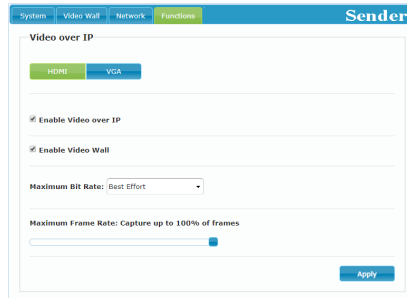 System Video Wall Network Functions Sender
Video over IP
HDMI VGA
Enable Video over IP
Enable Video Wall
Maximum Bit Rate: Best Effort
Maximum Frame Rate: Capture up to 100% of frames
Apply